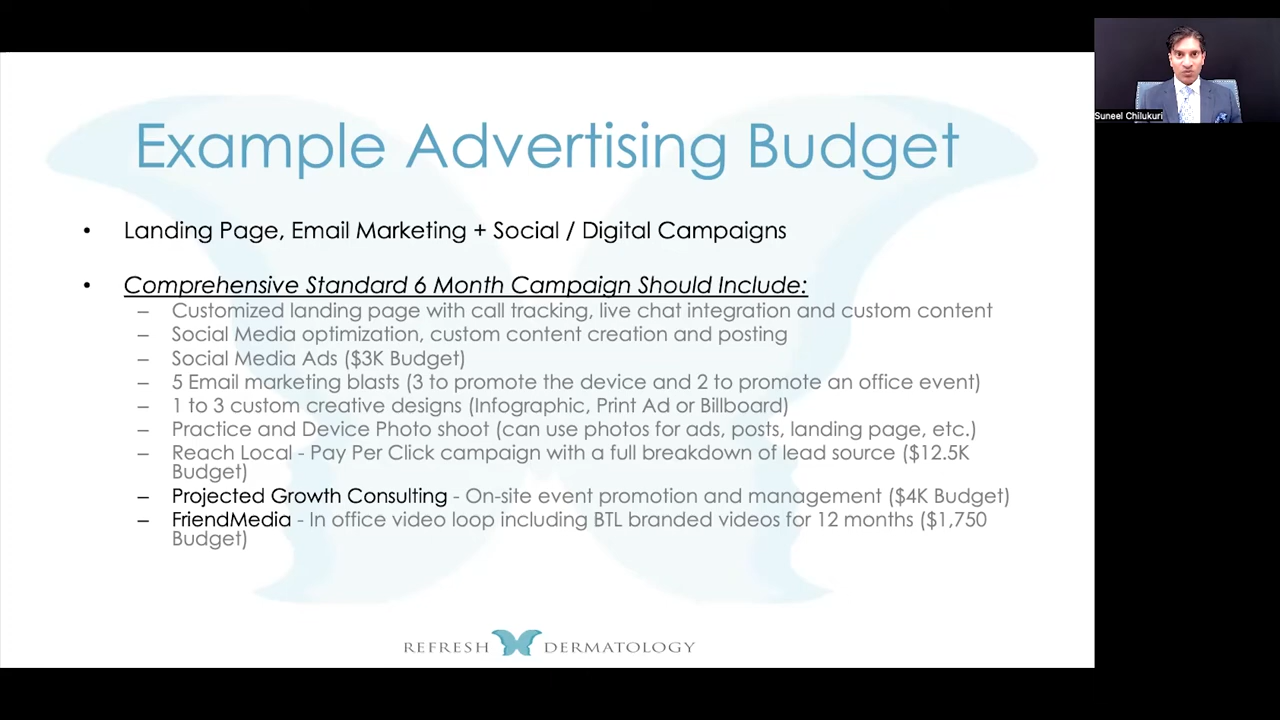 Example Advertising Budget
• Landing Page, Email Marketing + Social / Digital Campaigns
• Comprehensive Standard 6 Month Campaign Should Include:
– Customized landing page with call tracking, live chat integration and custom content
– Social Media optimization, custom content creation and posting
– Social Media Ads ($3K Budget)
– 5 Email marketing blasts (3 to promote the device and 2 to promote an office event)
– 1 to 3 custom creative designs (Infographic, Print Ad or Billboard)
– Practice and Device Photo shoot (can use photos for ads, posts, landing page, etc.)
– Reach Local - Pay Per Click campaign with a full breakdown of lead source ($12.5K
Budget)
– Projected Growth Consulting - On-site event promotion and management ($4K Budget)
– FriendMedia - In office video loop including BTL branded videos for 12 months ($1,750
Budget)
REFRESH DERMATOLOGY
Suneel Chilukuri